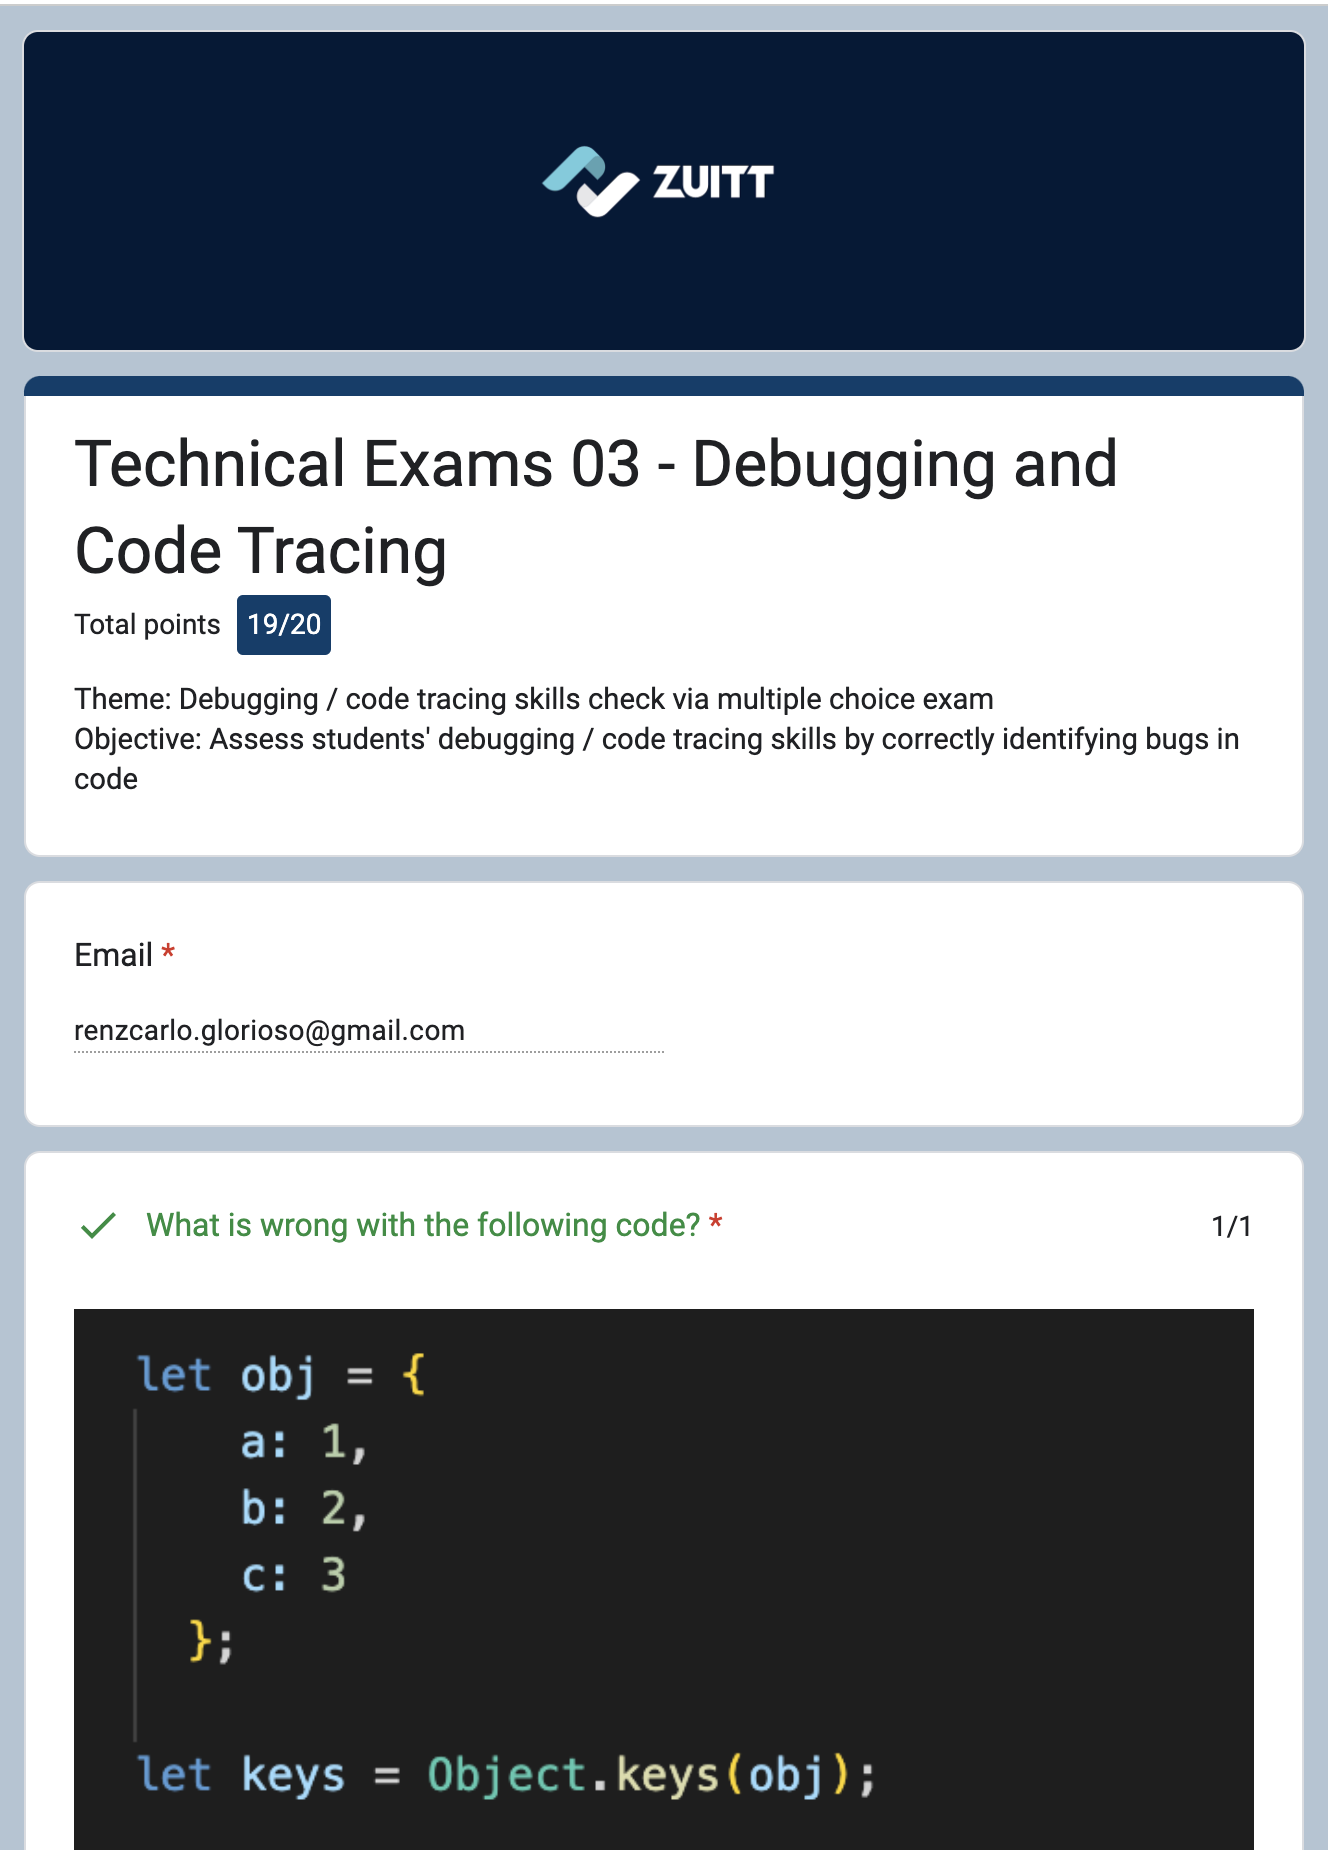 ZUITT
Technical Exams 03 - Debugging and
Code Tracing
Total points 19/20
Theme: Debugging / code tracing skills check via multiple choice exam
Objective: Assess students' debugging / code tracing skills by correctly identifying bugs in
code
Email *
renzcarlo.glorioso@gmail.com
What is wrong with the following code? * 1/1
let obj = {
a: 1,
b: 2,
c: 3
};
let keys = Object.keys(obj);